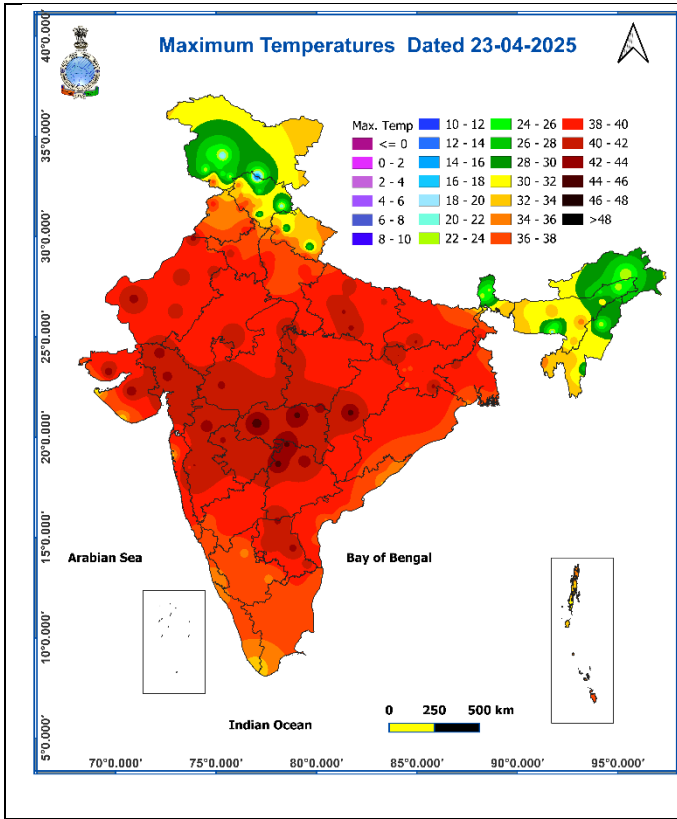 Maximum Temperatures Dated 23-04-2025
Max. Temp
<= 0
0 - 2
2 - 4
4 - 6
6 - 8
8 - 10
10 - 12
12 - 14
14 - 16
16 - 18
18 - 20
20 - 22
22 - 24
24 - 26
26 - 28
28 - 30
30 - 32
32 - 34
34 - 36
36 - 38
38 - 40
40 - 42
42 - 44
44 - 46
46 - 48
>48
40°0.000'
35°0.000'
30°0.000'
25°0.000'
20°0.000'
15°0.000'
10°0.000'
5°0.000'
Arabian Sea
Bay of Bengal
Indian Ocean
0 250 500 km
70°0.000' 75°0.000' 80°0.000' 85°0.000' 90°0.000' 95°0.000'